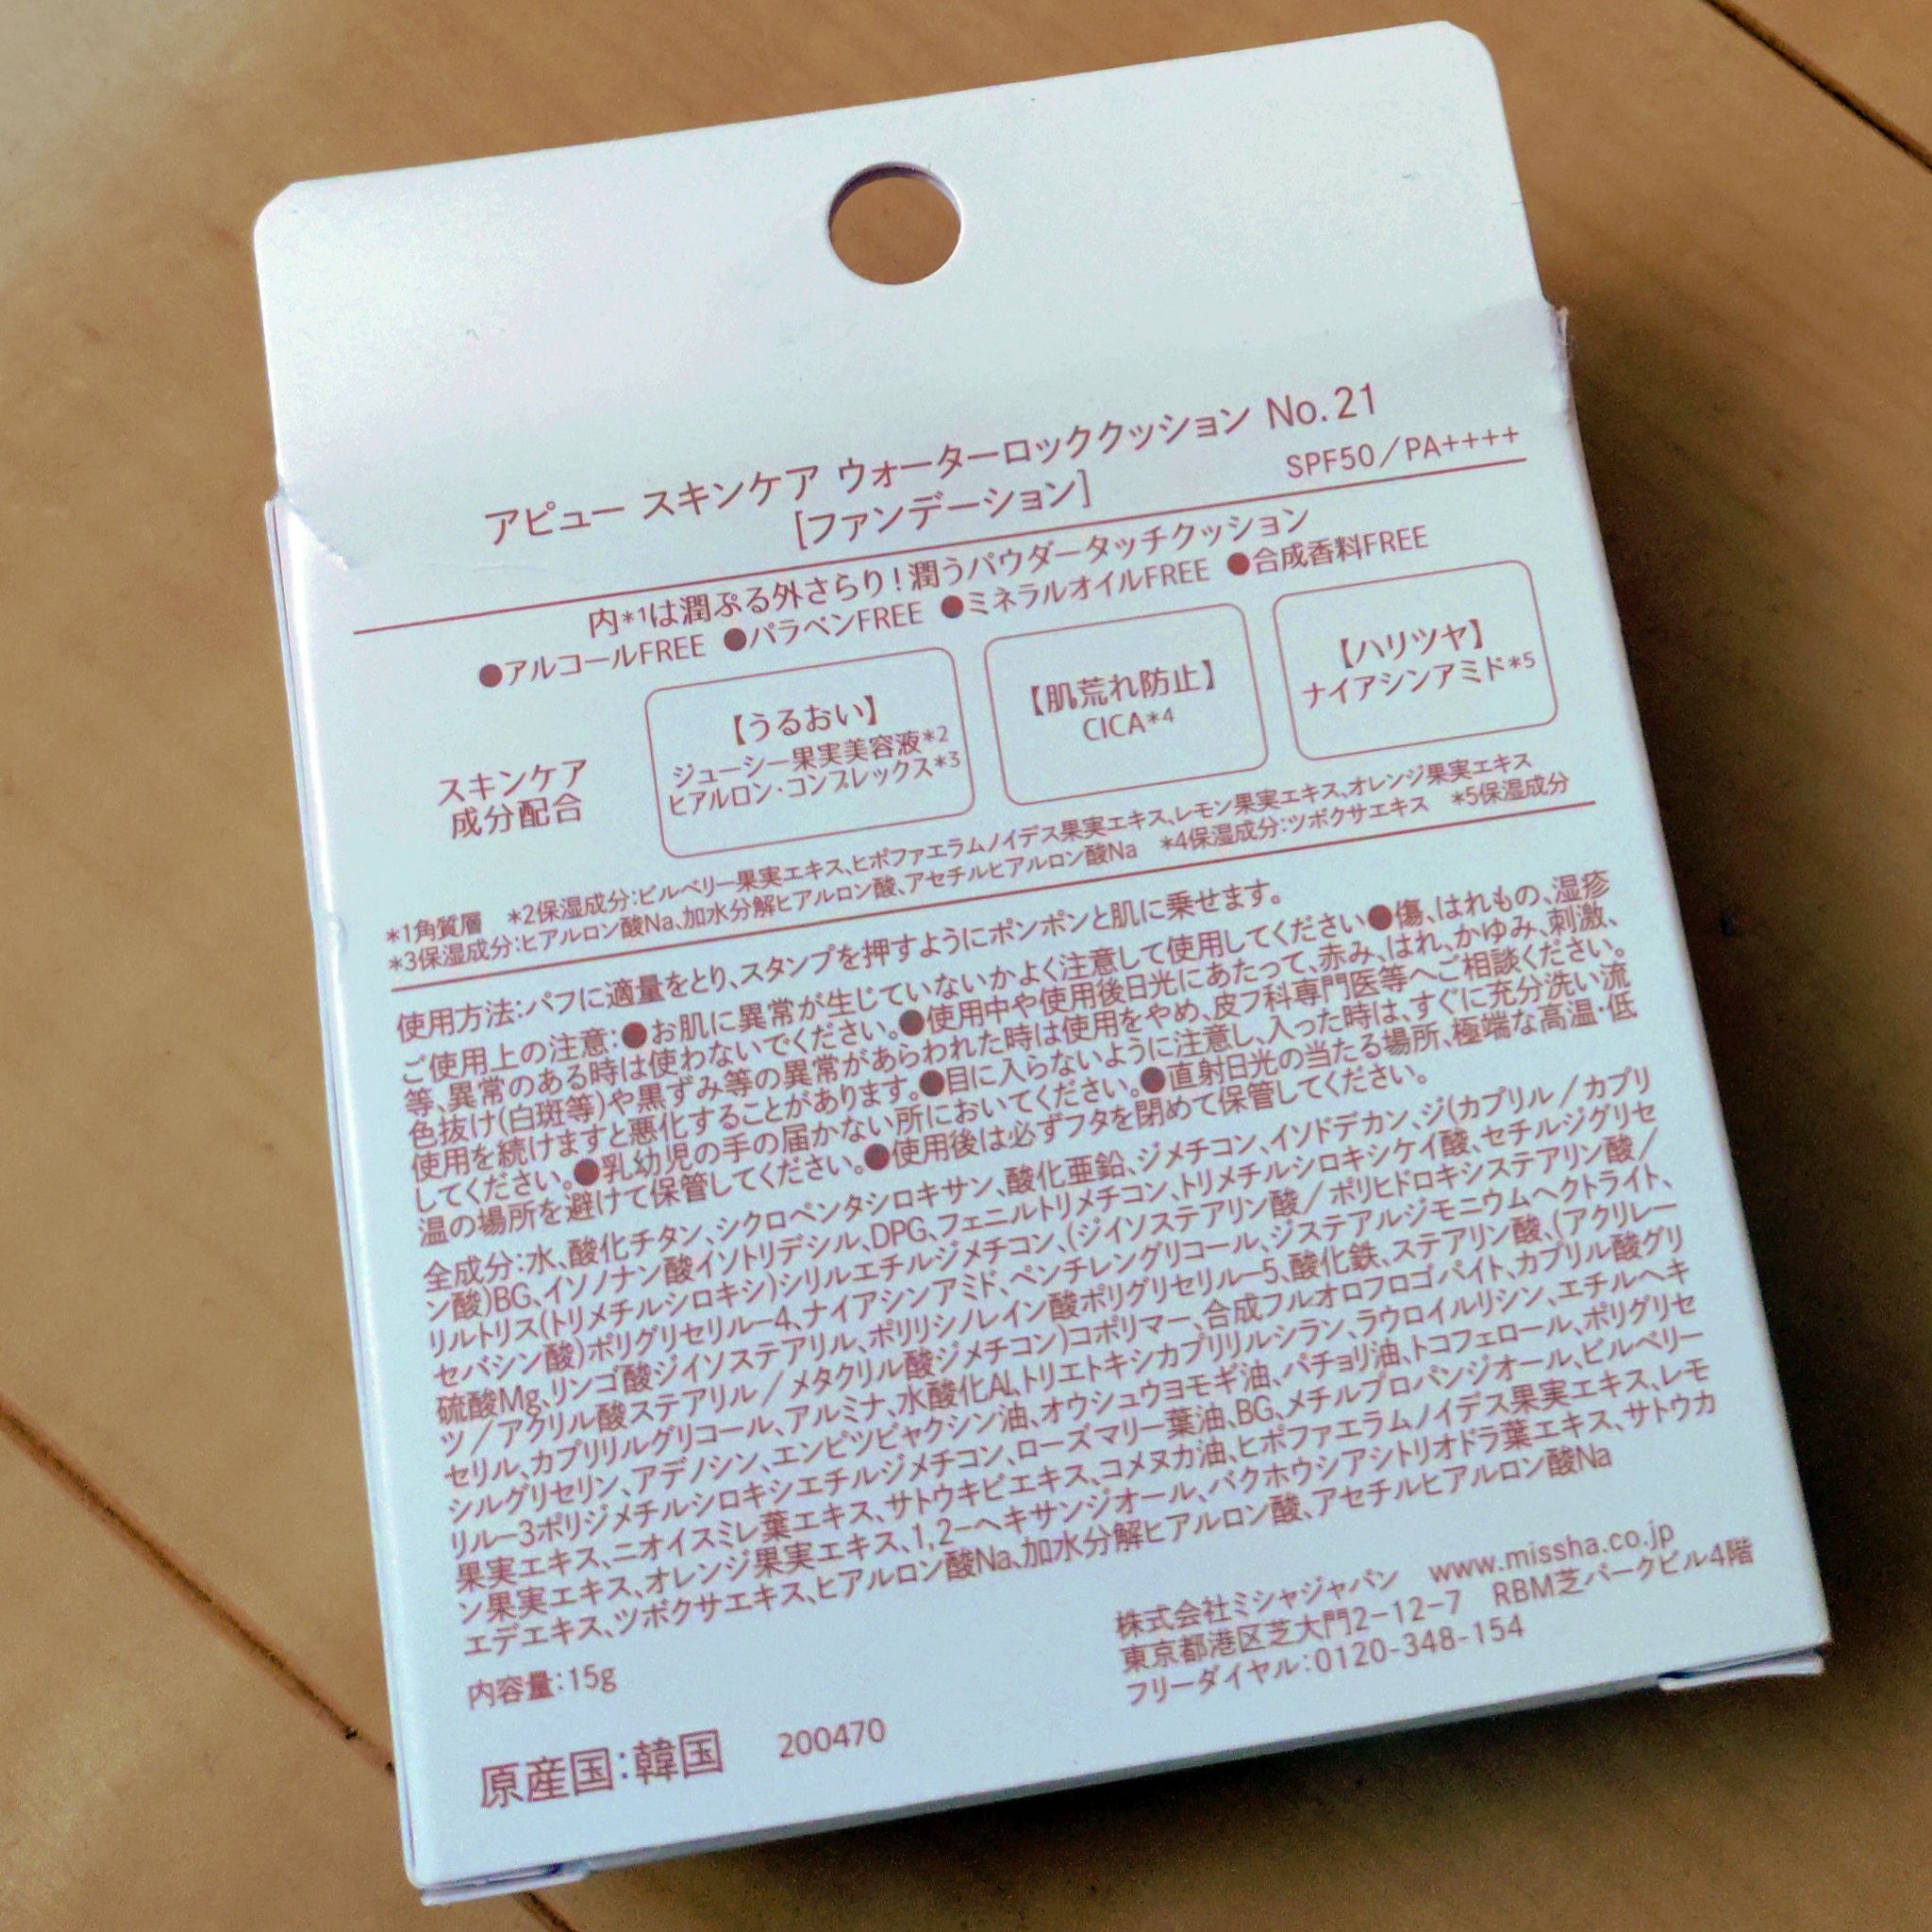 アピュー スキンケア ウォーターロッククッション No.21
[ファンデーション]
SPF50/PA++++
内*1は潤ぷる外さらり!潤うパウダータッチクッション
●アルコールFREE ●パラベンFREE ●ミネラルオイルFREE ●合成香料FREE
スキンケア
成分配合
【うるおい】
ジューシー果実美容液*2
ヒアルロン・コンプレックス*3
【肌荒れ防止】
CICA*4
【ハリツヤ】
ナイアシンアミド*5
*1角質層 *2保湿成分:ビルベリー果実エキス、ヒポファエラムノイデス果実エキス、レモン果実エキス、オレンジ果実エキス
*3保湿成分:ヒアルロン酸Na、加水分解ヒアルロン酸、アセチルヒアルロン酸Na *4保湿成分:ツボクサエキス *5保湿成分
使用方法:パフに適量をとり、スタンプを押すようにポンポンと肌に乗せます。
ご使用上の注意:●お肌に異常が生じていないかよく注意して使用してください●傷、はれもの、湿疹
等、異常のある時は使わないでください。●使用中や使用後日光にあたって、赤み、はれ、かゆみ、刺激、
色抜け(白斑等)や黒ずみ等の異常があらわれた時は使用をやめ、皮フ科専門医等へご相談ください。
使用を続けますと悪化することがあります。●目に入らないように注意し、入った時は、すぐに充分洗い流
してください。●乳幼児の手の届かない所においてください。●直射日光の当たる場所、極端な高温・低
温の場所を避けて保管してください。●使用後は必ずフタを閉めて保管してください。
全成分:水、酸化チタン、シクロペンタシロキサン、酸化亜鉛、ジメチコン、イソドデカン、ジ(カプリル/カプリ
ン酸)BG、イソノナン酸イソトリデシル、DPG、フェニルトリメチコン、トリメチルシロキシケイ酸、セチルジグリセ
リルトリス(トリメチルシロキシ)シリルエチルジメチコン、(ジイソステアリン酸/ポリヒドロキシステアリン酸/
セバシン酸)ポリグリセリル-4、ナイアシンアミド、ペンチレングリコール、ジステアルジモニウムヘクトライト、
硫酸Mg、リンゴ酸ジイソステアリル、ポリリシノレイン酸ポリグリセリル-5、酸化鉄、ステアリン酸、(アクリレー
ツ/アクリル酸ステアリル/メタクリル酸ジメチコン)コポリマー、合成フルオロフロゴパイト、カプリル酸グリ
セリル、カプリリルグリコール、アルミナ、水酸化Al、トリエトキシカプリリルシラン、ラウロイルリシン、エチルヘキ
シルグリセリン、アデノシン、エンピツビャクシン油、オウシュウヨモギ油、パチョリ油、トコフェロール、ポリグリセ
リル-3ポリジメチルシロキシエチルジメチコン、ローズマリー葉油、BG、メチルプロパンジオール、ビルベリー
果実エキス、ニオイスミレ葉エキス、サトウキビエキス、コメヌカ油、ヒポファエラムノイデス果実エキス、レモ
ン果実エキス、オレンジ果実エキス、1,2-ヘキサンジオール、バクホウシアシトリオドラ葉エキス、サトウカ
エデエキス、ツボクサエキス、ヒアルロン酸Na、加水分解ヒアルロン酸、アセチルヒアルロン酸Na
内容量:15g
株式会社ミシャジャパン www.missha.co.jp
東京都港区芝大門2-12-7 RBM芝パークビル4階
フリーダイヤル:0120-348-154
原産国:韓国 200470